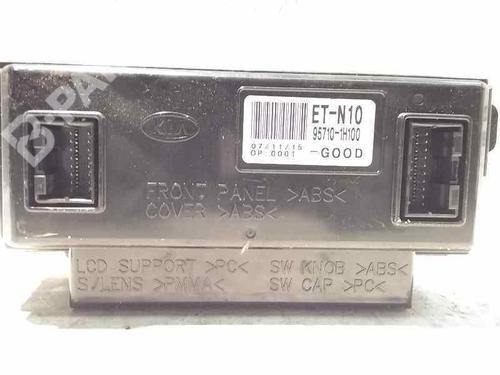 B-PARTS
KIA
ET-N10
95710-1H100
07/11/15
OP:0001
-GOOD
FRONT PANEL >ABS<
COVER >ABS<
LCD SUPPORT >PC< SW KNOB >ABS<
S/LENS >PMMA< SW CAP >PC<